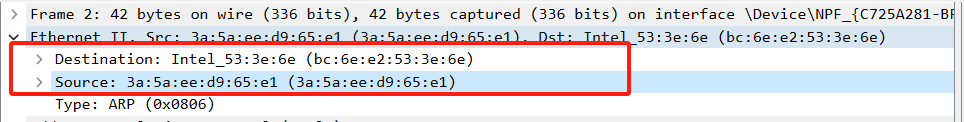 Frame 2: 42 bytes on wire (336 bits), 42 bytes captured (336 bits) on interface \Device\NPF_{C725A281-BF
Ethernet II, Src: 3a:5a:ee:d9:65:e1 (3a:5a:ee:d9:65:e1), Dst: Intel_53:3e:6e (bc:6e:e2:53:3e:6e)
Destination: Intel_53:3e:6e (bc:6e:e2:53:3e:6e)
Source: 3a:5a:ee:d9:65:e1 (3a:5a:ee:d9:65:e1)
Type: ARP (0x0806)